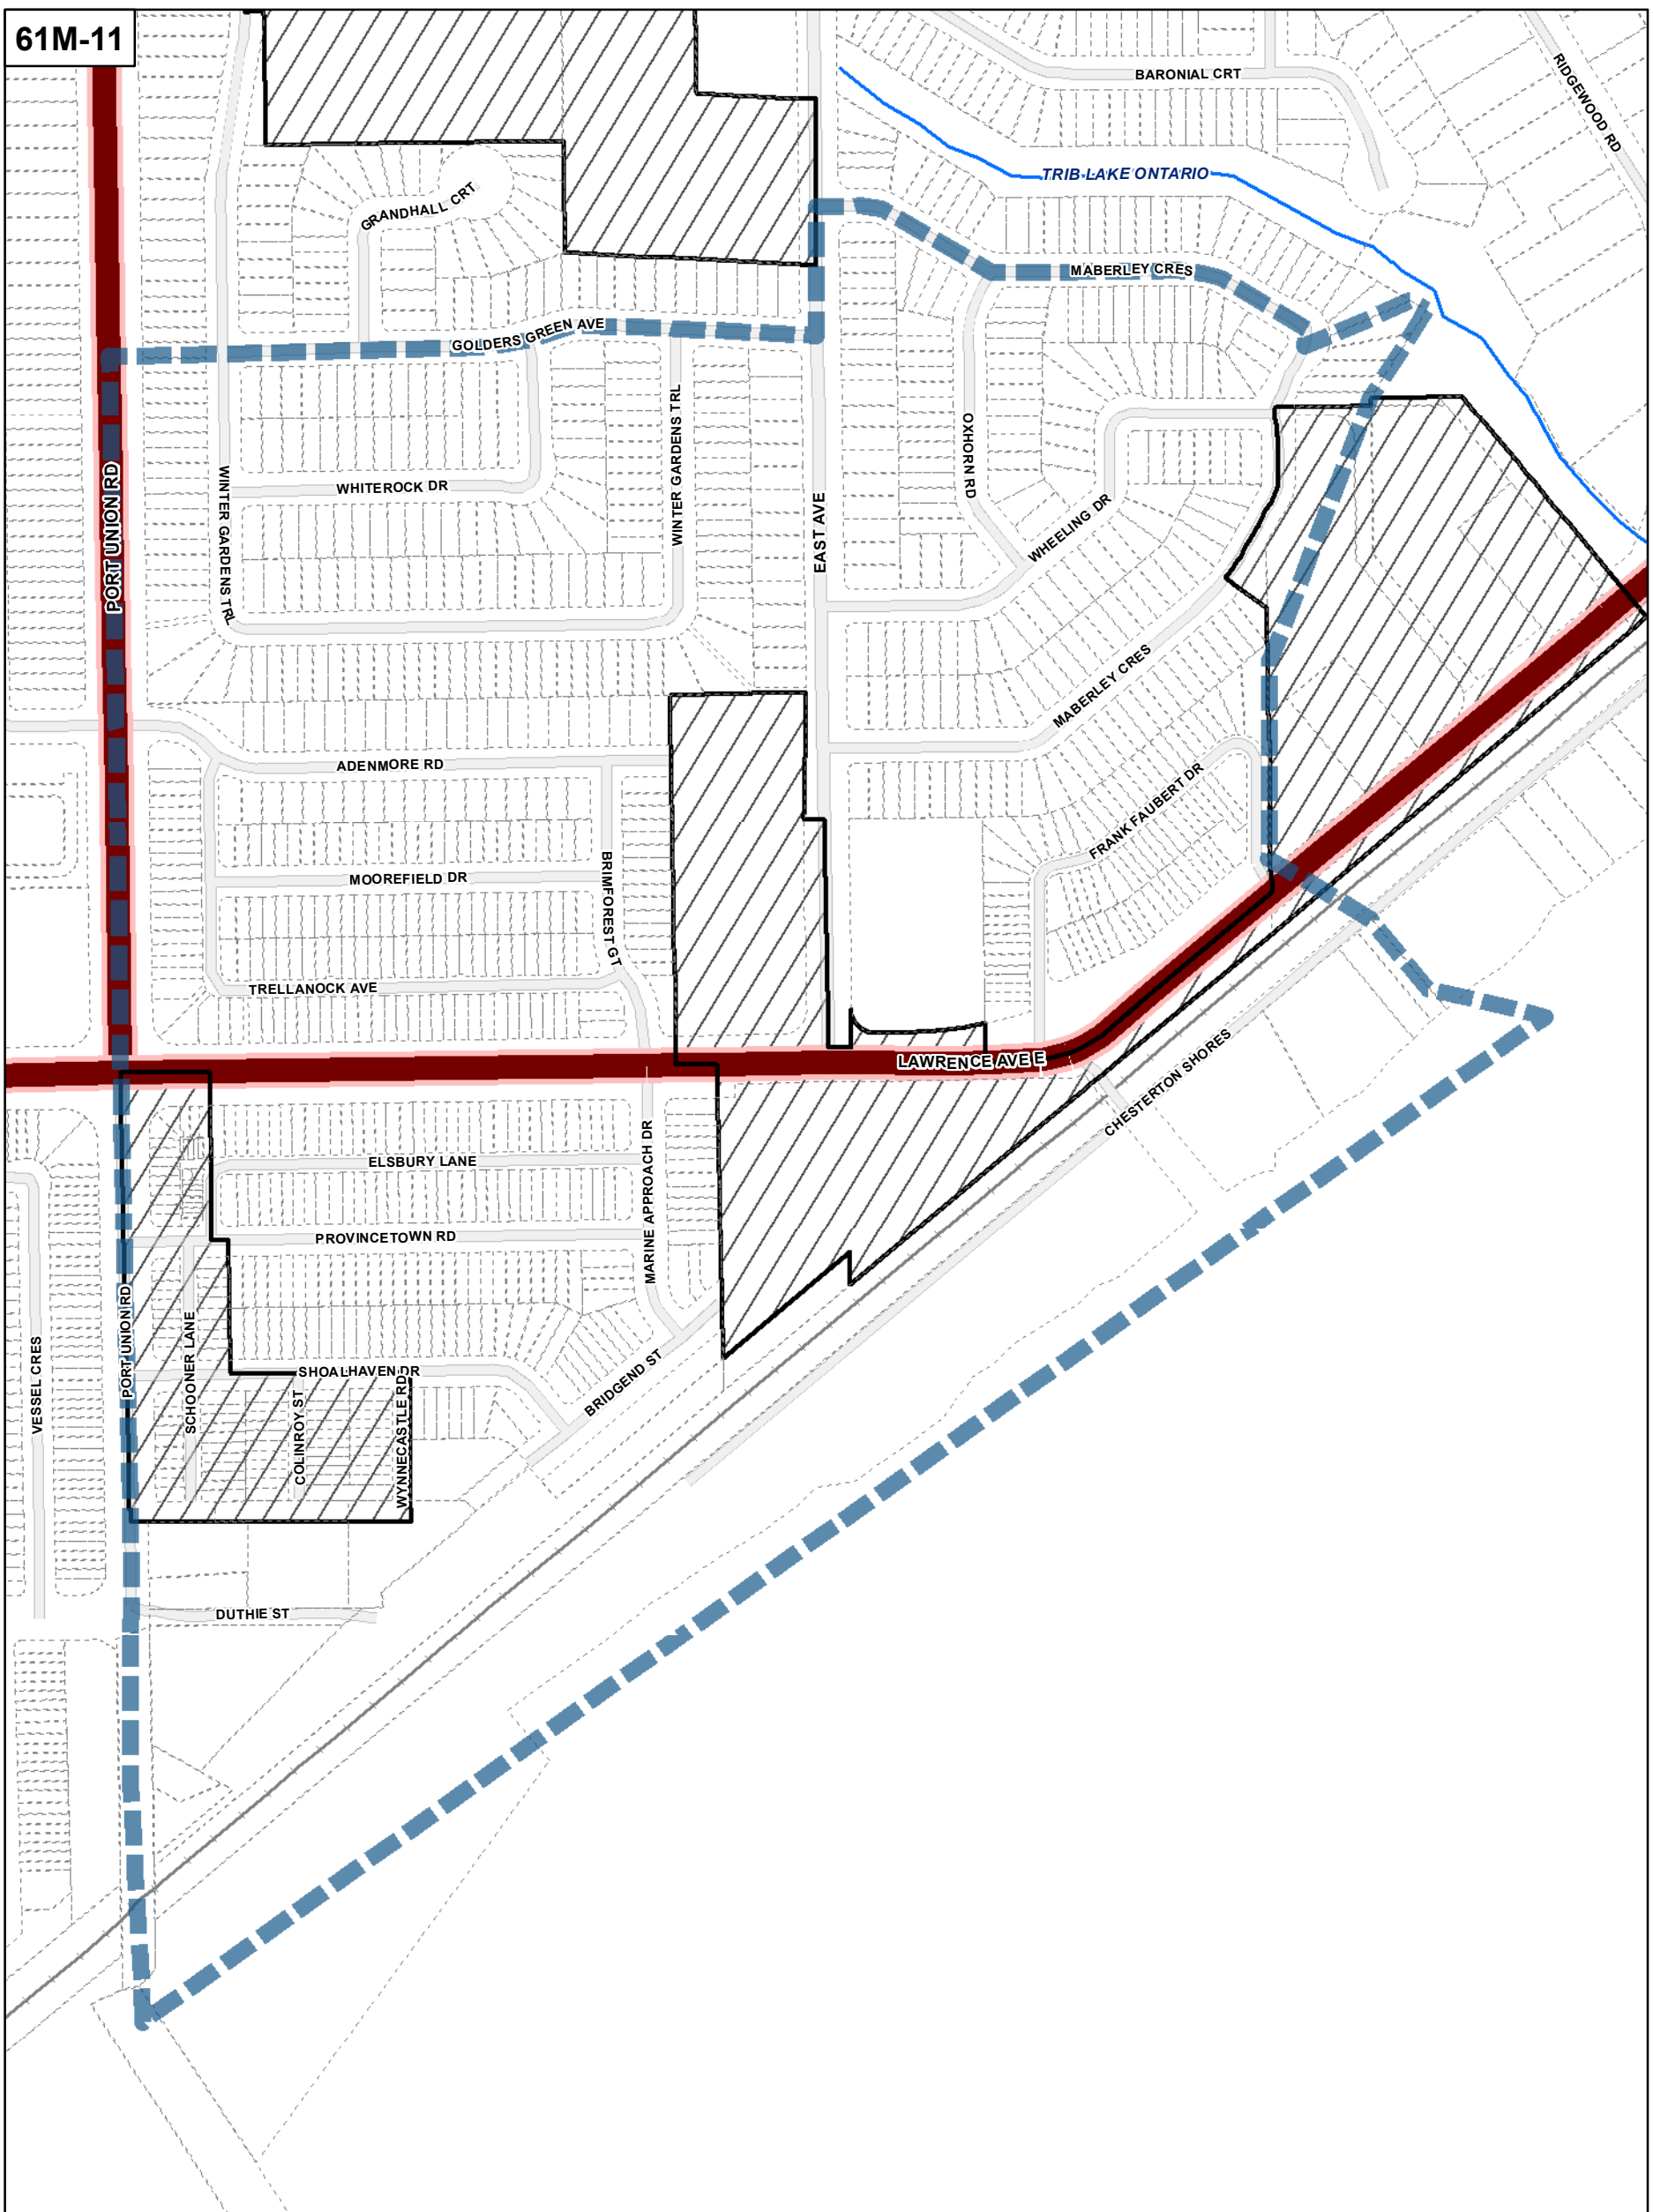 61M-11
BARONIAL CRT
RIDGEWOOD RD
TRIB LAKE ONTARIO
GRANDHALL CRT
MABERLEY CRES
GOLDERS GREEN AVE
WINTER GARDENS TRL
OXHORN RD
PORT UNION RD
WINTER GARDENS TRL
WHITEROCK DR
EAST AVE
WHEELING DR
MABERLEY CRES
ADENMORE RD
FRANK FAUBERT DR
MOOREFIELD DR
BRIMFOREST GT
TRELLANOCK AVE
LAWRENCE AVE E
CHESTERTON SHORES
ELSBURY LANE
MARINE APPROACH DR
PROVINCETOWN RD
PORT UNION RD
SCHOONER LANE
VESSEL CRES
SHOALHAVEN DR
BRIDGEND ST
COLINROY ST
WYNNECASTLE RD
DUTHIE ST